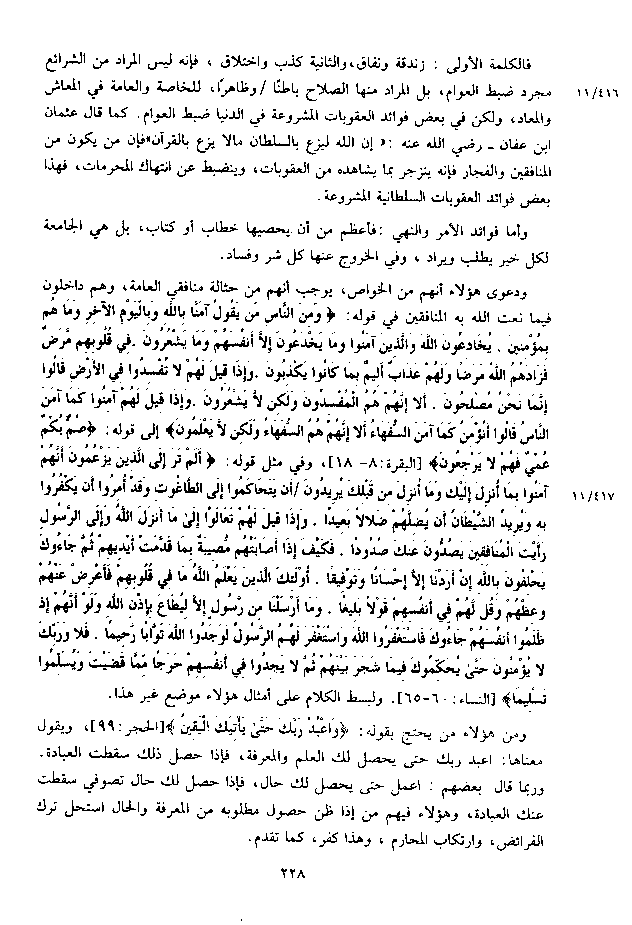 فالكلمة الأولى : زندقة ونفاق، والثانية كذب واختلاق ، فإنه ليس المراد من الشرائع
١١/٤١٦ مجرد ضبط العوام، بل المراد منها الصلاح باطنًا / وظاهرًا، للخاصة والعامة في المعاش
والمعاد، ولكن في بعض فوائد العقوبات المشروعة في الدنيا ضبط العوام. كما قال عثمان
ابن عفان ـ رضي الله عنه :« إن الله ليزع بالسلطان مالا يزع بالقرآن»فإن من يكون من
المنافقين والفجار فإنه ينزجر بما يشاهده من العقوبات، وينضبط عن انتهاك المحرمات، فهذا
بعض فوائد العقوبات السلطانية المشروعة.
وأما فوائد الأمر والنهي : فأعظم من أن يحصيها خطاب أو كتاب، بل هي الجامعة
لكل خير يطلب ويراد ، وفي الخروج عنها كل شر وفساد.
ودعوى هؤلاء أنهم من الخواص، يوجب أنهم من حثالة منافقي العامة، وهم داخلون
فيما نعت الله به المنافقين في قوله: ﴿ وَمِنَ النَّاسِ مَن يَقُولُ آمَنَّا بِاللَّهِ وَبِالْيَوْمِ الآخِرِ وَمَا هُم
بِمُؤْمِنِين . يُخَادِعُونَ اللَّهَ وَالَّذِينَ آمَنُوا وَمَا يَخْدَعُونَ إِلاَّ أَنفُسَهُمْ وَمَا يَشْعُرُونَ .فِي قُلُوبِهِم مَّرَضٌ
فَزَادَهُمُ اللَّهُ مَرَضًا وَلَهُمْ عَذَابٌ أَلِيمٌ بِمَا كَانُوا يَكْذِبُونَ .وَإِذَا قِيلَ لَهُمْ لا تُفْسِدُوا فِي الأَرْضِ قَالُوا
إِنَّمَا نَحْنُ مُصْلِحُونَ . أَلا إِنَّهُمْ هُمُ الْمُفْسِدُونَ وَلَكِن لاَّ يَشْعُرُونَ .وَإِذَا قِيلَ لَهُمْ آمِنُوا كَمَا آمَنَ
النَّاسُ قَالُوا أَنُؤْمِنُ كَمَا آمَنَ السُّفَهَاءُ أَلا إِنَّهُمْ هُمُ السُّفَهَاءُ وَلَكِن لاَّ يَعْلَمُونَ﴾ إلى قوله: ﴿صُمٌّ بُكْمٌ
عُمْيٌ فَهُمْ لا يَرْجِعُونَ﴾ [البقرة:٨- ١٨]، وفي مثل قوله: ﴿ أَلَمْ تَرَ إِلَى الَّذِينَ يَزْعُمُونَ أَنَّهُمْ
١١/٤١٧ آمَنُوا بِمَا أُنزِلَ إِلَيْكَ وَمَا أُنزِلَ مِن قَبْلِكَ يُرِيدُونَ /أَن يَتَحَاكَمُوا إِلَى الطَّاغُوتِ وَقَدْ أُمِرُوا أَن يَكْفُرُوا
بِهِ وَيُرِيدُ الشَّيْطَانُ أَن يُضِلَّهُمْ ضَلالاً بَعِيدًا . وَإِذَا قِيلَ لَهُمْ تَعَالَوْا إِلَى مَا أَنزَلَ اللَّهُ وَإِلَى الرَّسُولِ
رَأَيْتَ الْمُنَافِقِينَ يَصُدُّونَ عَنكَ صُدُودًا . فَكَيْفَ إِذَا أَصَابَتْهُم مُّصِيبَةٌ بِمَا قَدَّمَتْ أَيْدِيهِمْ ثُمَّ جَاءُوكَ
يَحْلِفُونَ بِاللَّهِ إِنْ أَرَدْنَا إِلاَّ إِحْسَانًا وَتَوْفِيقًا . أُوْلَئِكَ الَّذِينَ يَعْلَمُ اللَّهُ مَا فِي قُلُوبِهِمْ فَأَعْرِضْ عَنْهُمْ
وَعِظْهُمْ وَقُل لَّهُمْ فِي أَنفُسِهِمْ قَوْلاً بَلِيغًا . وَمَا أَرْسَلْنَا مِن رَّسُولٍ إِلاَّ لِيُطَاعَ بِإِذْنِ اللَّهِ وَلَوْ أَنَّهُمْ إِذ
ظَّلَمُوا أَنفُسَهُمْ جَاءُوكَ فَاسْتَغْفَرُوا اللَّهَ وَاسْتَغْفَرَ لَهُمُ الرَّسُولُ لَوَجَدُوا اللَّهَ تَوَّابًا رَّحِيمًا . فَلا وَرَبِّكَ
لا يُؤْمِنُونَ حَتَّىٰ يُحَكِّمُوكَ فِيمَا شَجَرَ بَيْنَهُمْ ثُمَّ لا يَجِدُوا فِي أَنفُسِهِمْ حَرَجًا مِّمَّا قَضَيْتَ وَيُسَلِّمُوا
تَسْلِيمًا﴾ [النساء: ٦٠-٦٥]. ولبسط الكلام على أمثال هؤلاء موضع غير هذا.
ومن هؤلاء من يحتج بقوله: ﴿وَاعْبُدْ رَبَّكَ حَتَّىٰ يَأْتِيَكَ الْيَقِينُ ﴾[الحجر:٩٩]، ويقول
معناها: اعبد ربك حتى يحصل لك العلم والمعرفة، فإذا حصل ذلك سقطت العبادة.
وربما قال بعضهم : اعمل حتى يحصل لك حال، فإذا حصل لك حال تصوفي سقطت
عنك العبادة، وهؤلاء فيهم من إذا ظن حصول مطلوبه من المعرفة والحال استحل ترك
الفرائض، وارتكاب المحارم ، وهذا كفر، كما تقدم.
٢٢٨